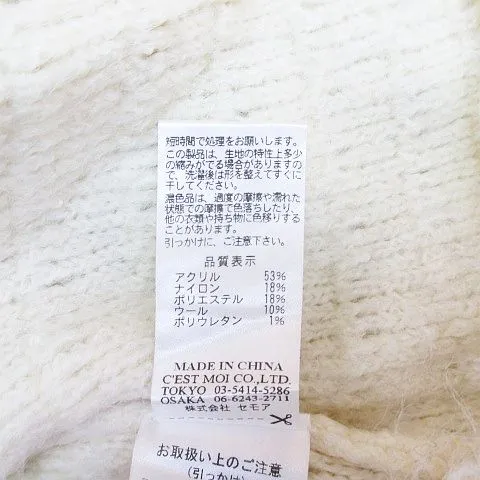 短時間で処理をお願いします。
この製品は、生地の特性上多少
の縮みがでる場合がありますの
で、洗濯後は形を整えてすぐに
干してください。
濃色品は、過度の摩擦や濡れた
状態での摩擦で色落ちしたり、
他の衣類や持ち物に色移りする
ことがあります。
引っかけに、ご注意下さい。
品質表示
アクリル 53%
ナイロン 18%
ポリエステル 18%
ウール 10%
ポリウレタン 1%
MADE IN CHINA
C'EST MOI CO.,LTD.
TOKYO 03-5414-5286
OSAKA 06-6243-2711
株式会社 セモア
お取扱い上のご注意
(引っかけ)